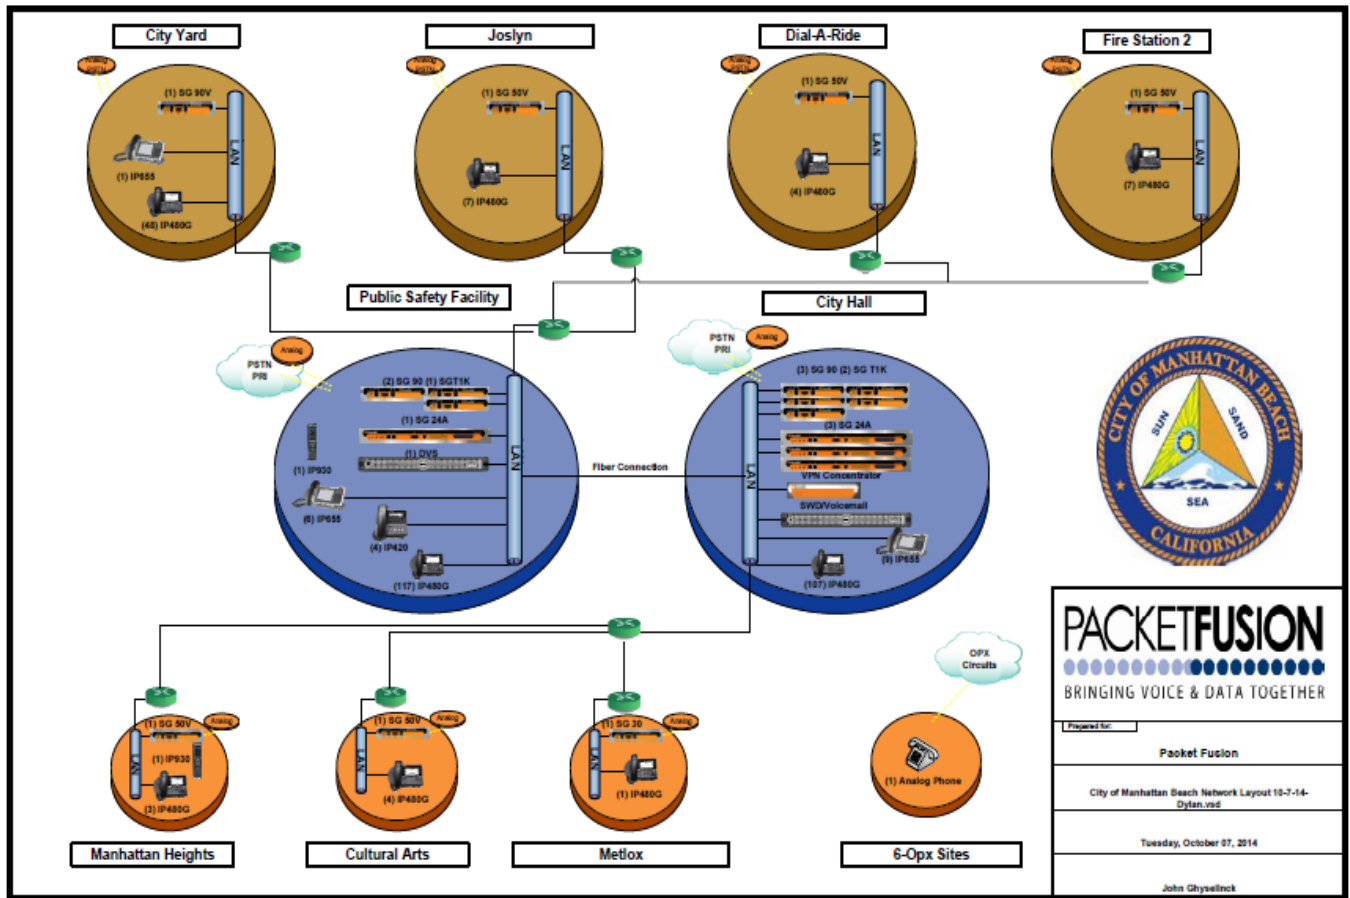 City Yard
Joslyn
Dial-A-Ride
Fire Station 2
Analog
PSTN
(1) SG 90V
LAN
(1) IP655
(48) IP480G
Analog
PSTN
(1) SG 50V
LAN
(7) IP480G
Analog
PSTN
(1) SG 50V
LAN
(4) IP480G
Analog
PSTN
(1) SG 50V
LAN
(7) IP480G
Public Safety Facility
City Hall
PSTN
PRI
Analog
(2) SG 90 (1) SGT1K
(1) SG 24A
(1) DVS
LAN
(1) IP930
(6) IP655
(4) IP420
(117) IP480G
Fiber Connection
PSTN
PRI
Analog
(3) SG 90 (2) SG T1K
(3) SG 24A
VPN Concentrator
SWD/Voicemail
LAN
(9) IP655
(107) IP480G
CITY OF MANHATTAN BEACH
SUN
SAND
SEA
CALIFORNIA
(1) SG 50V
Analog
LAN
(1) IP930
(3) IP480G
Manhattan Heights
(1) SG 50V
Analog
LAN
(4) IP480G
Cultural Arts
(1) SG 30
Analog
LAN
(1) IP480G
Metlox
OPX
Circuits
(1) Analog Phone
6-Opx Sites
PACKETFUSION
BRINGING VOICE & DATA TOGETHER
Prepared for:
Packet Fusion
City of Manhattan Beach Network Layout 10-7-14-
Dylan.vsd
Tuesday, October 07, 2014
John Ghyselinck